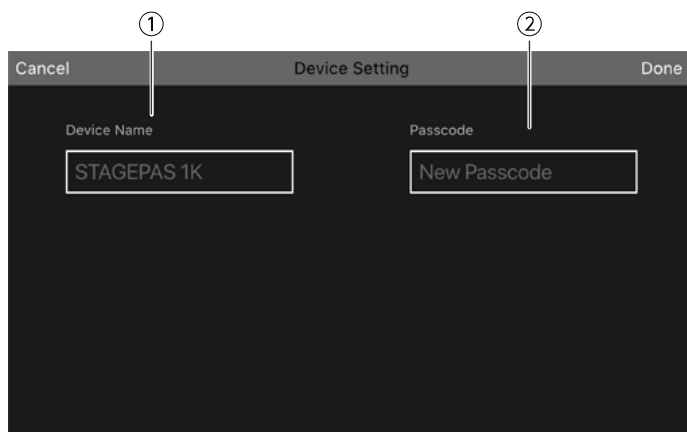 ① ②
Cancel Device Setting Done
Device Name Passcode
STAGEPAS 1K New Passcode